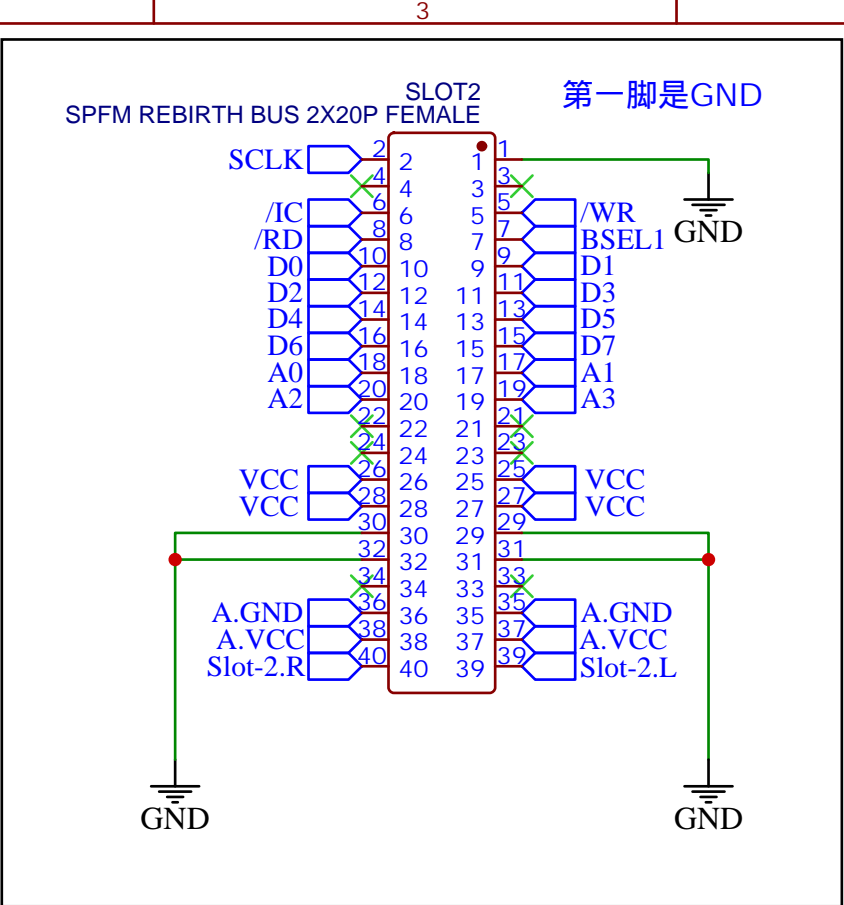 3
SLOT2
第一脚是GND
SPFM REBIRTH BUS 2X20P FEMALE
SCLK 2 2 1 1
4 4 3 3
/IC 6 6 5 5 /WR
/RD 8 8 7 7 BSEL1 GND
D0 10 10 9 9 D1
D2 12 12 11 11 D3
D4 14 14 13 13 D5
D6 16 16 15 15 D7
A0 18 18 17 17 A1
A2 20 20 19 19 A3
22 22 21 21
24 24 23 23
VCC 26 26 25 25 VCC
VCC 28 28 27 27 VCC
30 30 29 29
32 32 31 31
34 34 33 33
A.GND 36 36 35 35 A.GND
A.VCC 38 38 37 37 A.VCC
Slot-2.R 40 40 39 39 Slot-2.L
GND GND